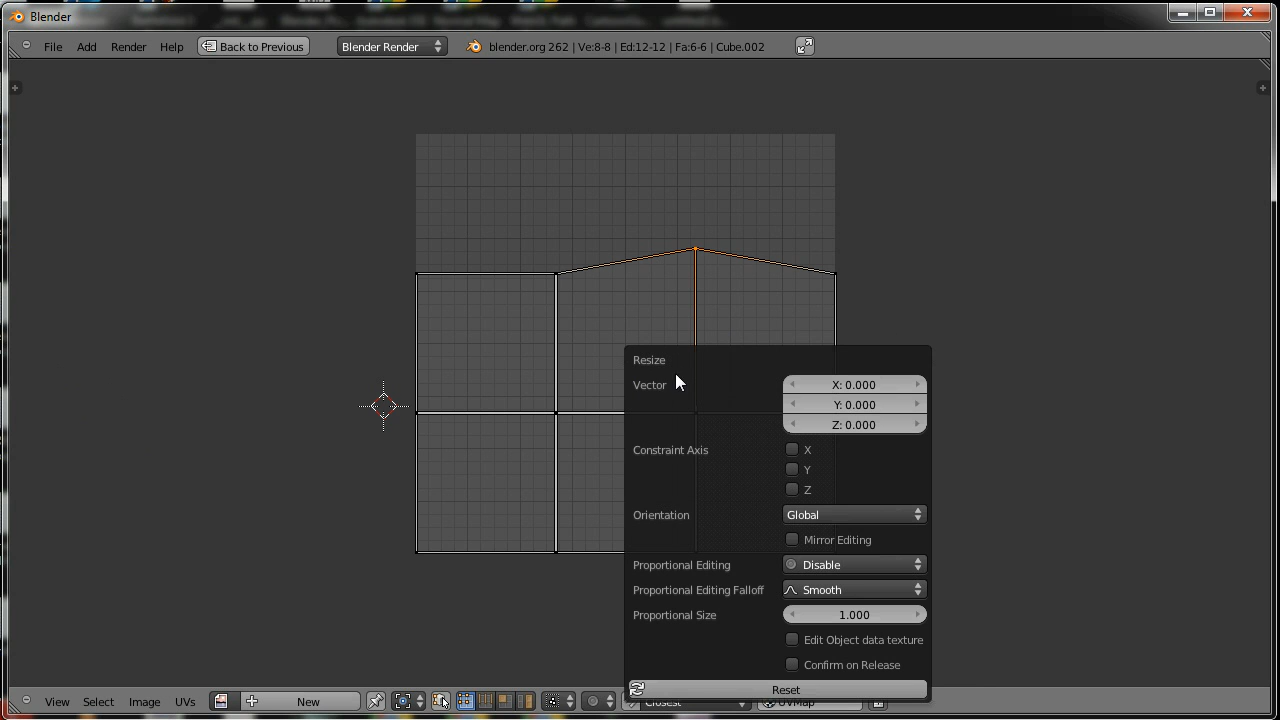 Blender
File Add Render Help Back to Previous Blender Render blender.org 262 | Ve:8-8 | Ed:12-12 | Fa:6-6 | Cube.002
Resize
Vector X: 0.000
Y: 0.000
Z: 0.000
Constraint Axis X
Y
Z
Orientation Global
Mirror Editing
Proportional Editing Disable
Proportional Editing Falloff Smooth
Proportional Size 1.000
Edit Object data texture
Confirm on Release
Reset
View Select Image UVs New Closest UVMap